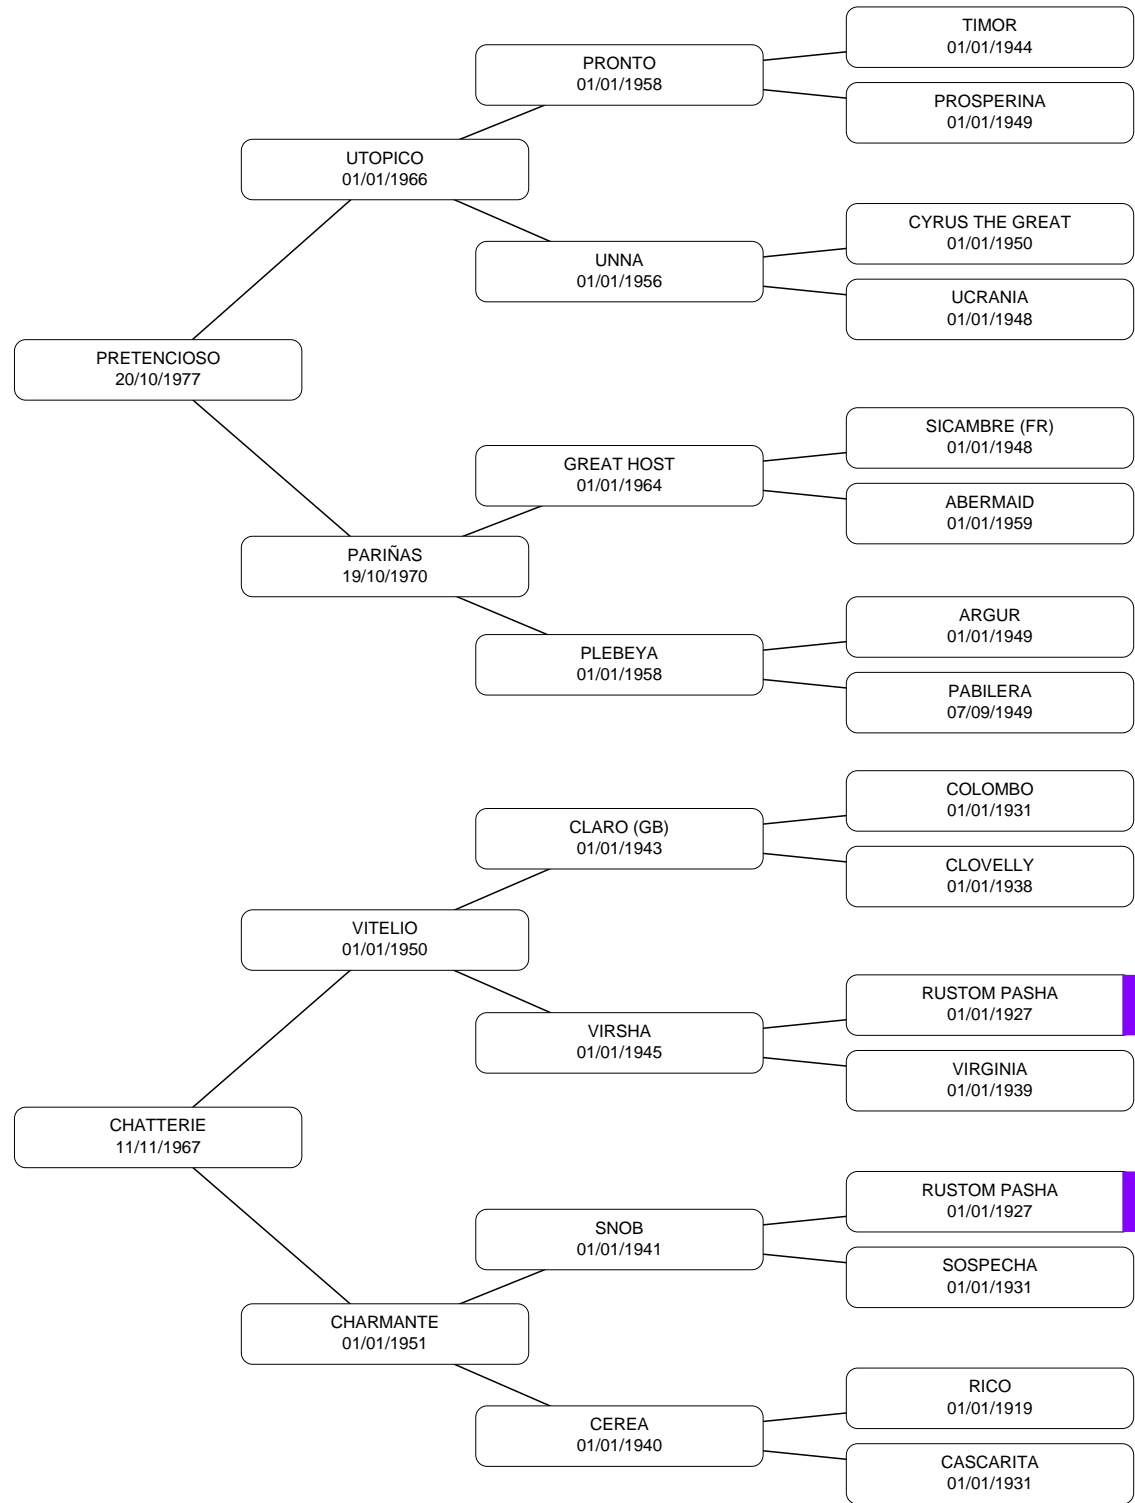 TIMOR
01/01/1944
PRONTO
01/01/1958
PROSPERINA
01/01/1949
UTOPICO
01/01/1966
CYRUS THE GREAT
01/01/1950
UNNA
01/01/1956
UCRANIA
01/01/1948
PRETENCIOSO
20/10/1977
SICAMBRE (FR)
01/01/1948
GREAT HOST
01/01/1964
ABERMAID
01/01/1959
PARIÑAS
19/10/1970
ARGUR
01/01/1949
PLEBEYA
01/01/1958
PABILERA
07/09/1949
COLOMBO
01/01/1931
CLARO (GB)
01/01/1943
CLOVELLY
01/01/1938
VITELIO
01/01/1950
RUSTOM PASHA
01/01/1927
VIRSHA
01/01/1945
VIRGINIA
01/01/1939
CHATTERIE
11/11/1967
RUSTOM PASHA
01/01/1927
SNOB
01/01/1941
SOSPECHA
01/01/1931
CHARMANTE
01/01/1951
RICO
01/01/1919
CEREA
01/01/1940
CASCARITA
01/01/1931